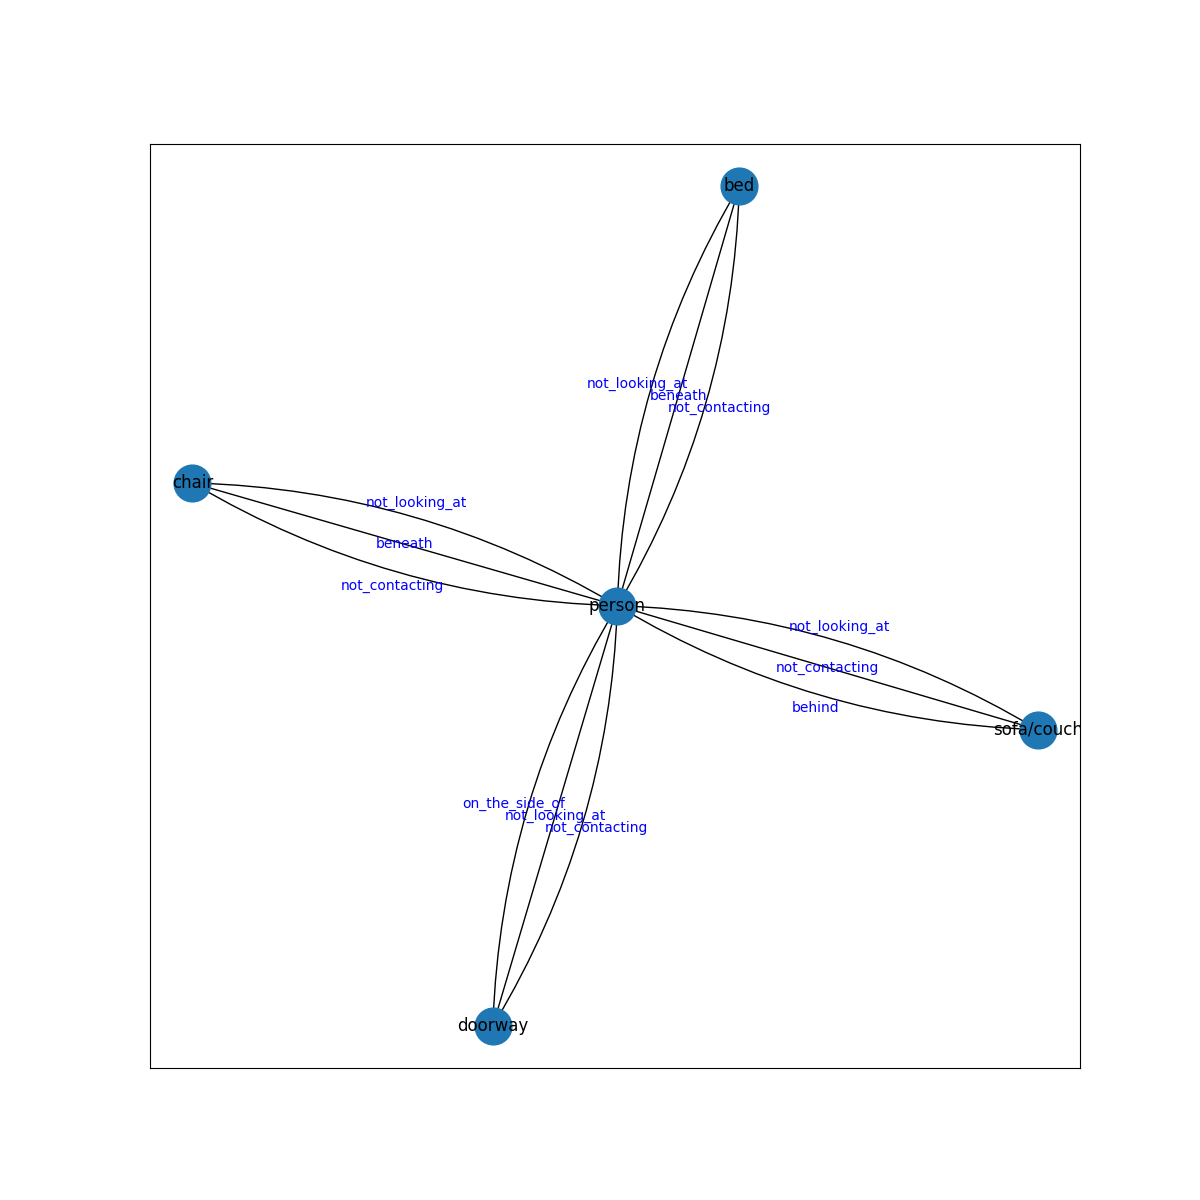 bed
not_looking_at
beneath
not_contacting
chair
not_looking_at
beneath
not_contacting
person
not_looking_at
not_contacting
behind
sofa/couch
on_the_side_of
not_looking_at
not_contacting
doorway